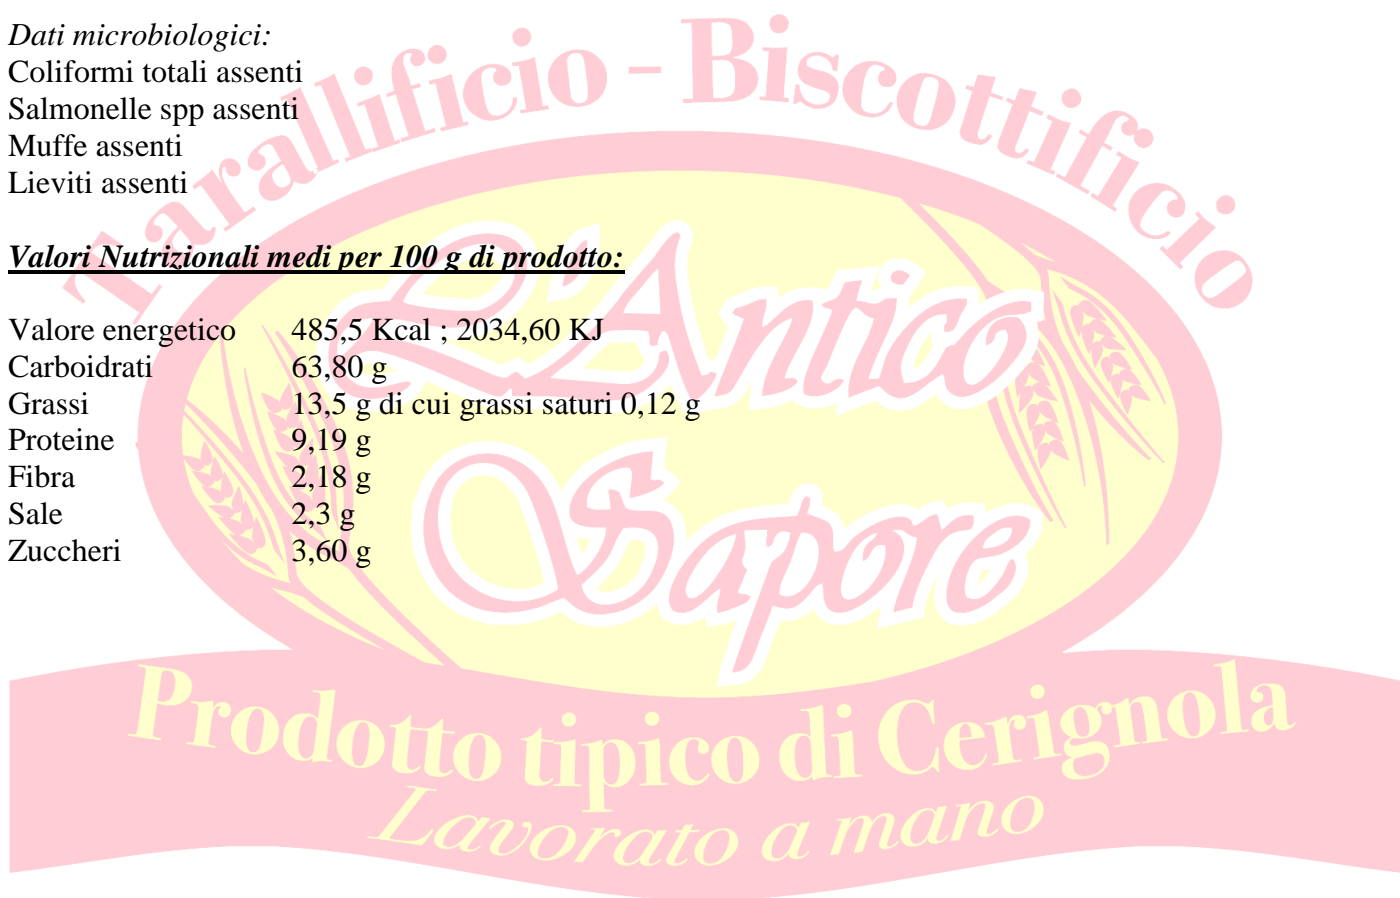 Dati microbiologici:
Coliformi totali assenti
Salmonelle spp assenti
Muffe assenti
Lieviti assenti
Valori Nutrizionali medi per 100 g di prodotto:
Valore energetico 485,5 Kcal ; 2034,60 KJ
Carboidrati 63,80 g
Grassi 13,5 g di cui grassi saturi 0,12 g
Proteine 9,19 g
Fibra 2,18 g
Sale 2,3 g
Zuccheri 3,60 g
Tarallificio - Biscottificio
L'Antico
Sapore
Prodotto tipico di Cerignola
Lavorato a mano